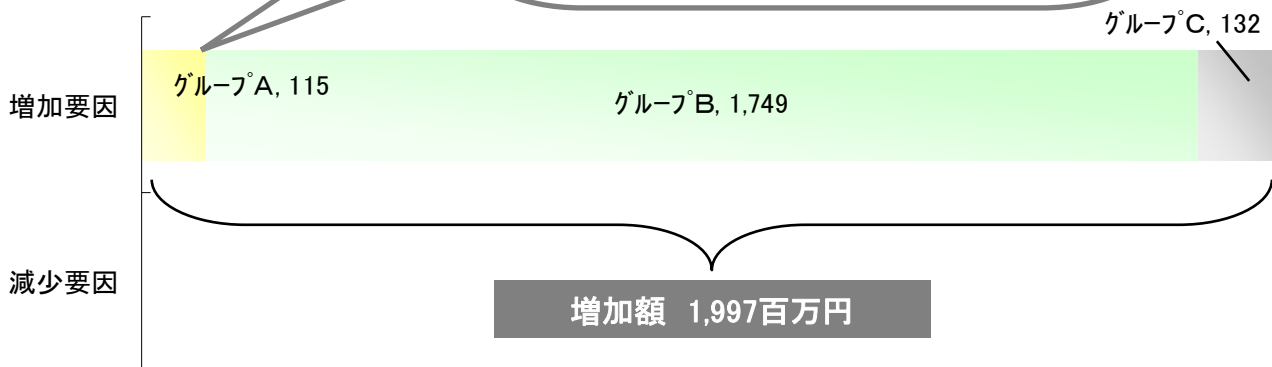 ｸﾞﾙｰﾌﾟC, 132
増加要因
ｸﾞﾙｰﾌﾟA, 115
ｸﾞﾙｰﾌﾟB, 1,749
減少要因
増加額 1,997百万円